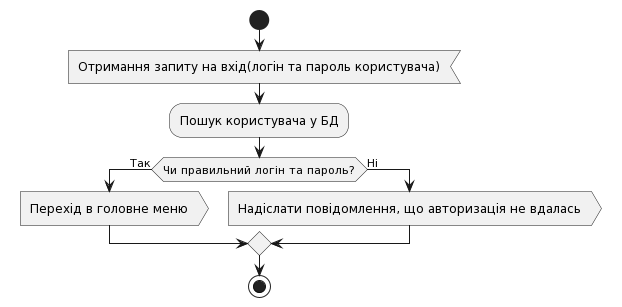 Отримання запиту на вхід(логін та пароль користувача)
Пошук користувача у БД
Так
Чи правильний логін та пароль?
Ні
Перехід в головне меню
Надіслати повідомлення, що авторизація не вдалась